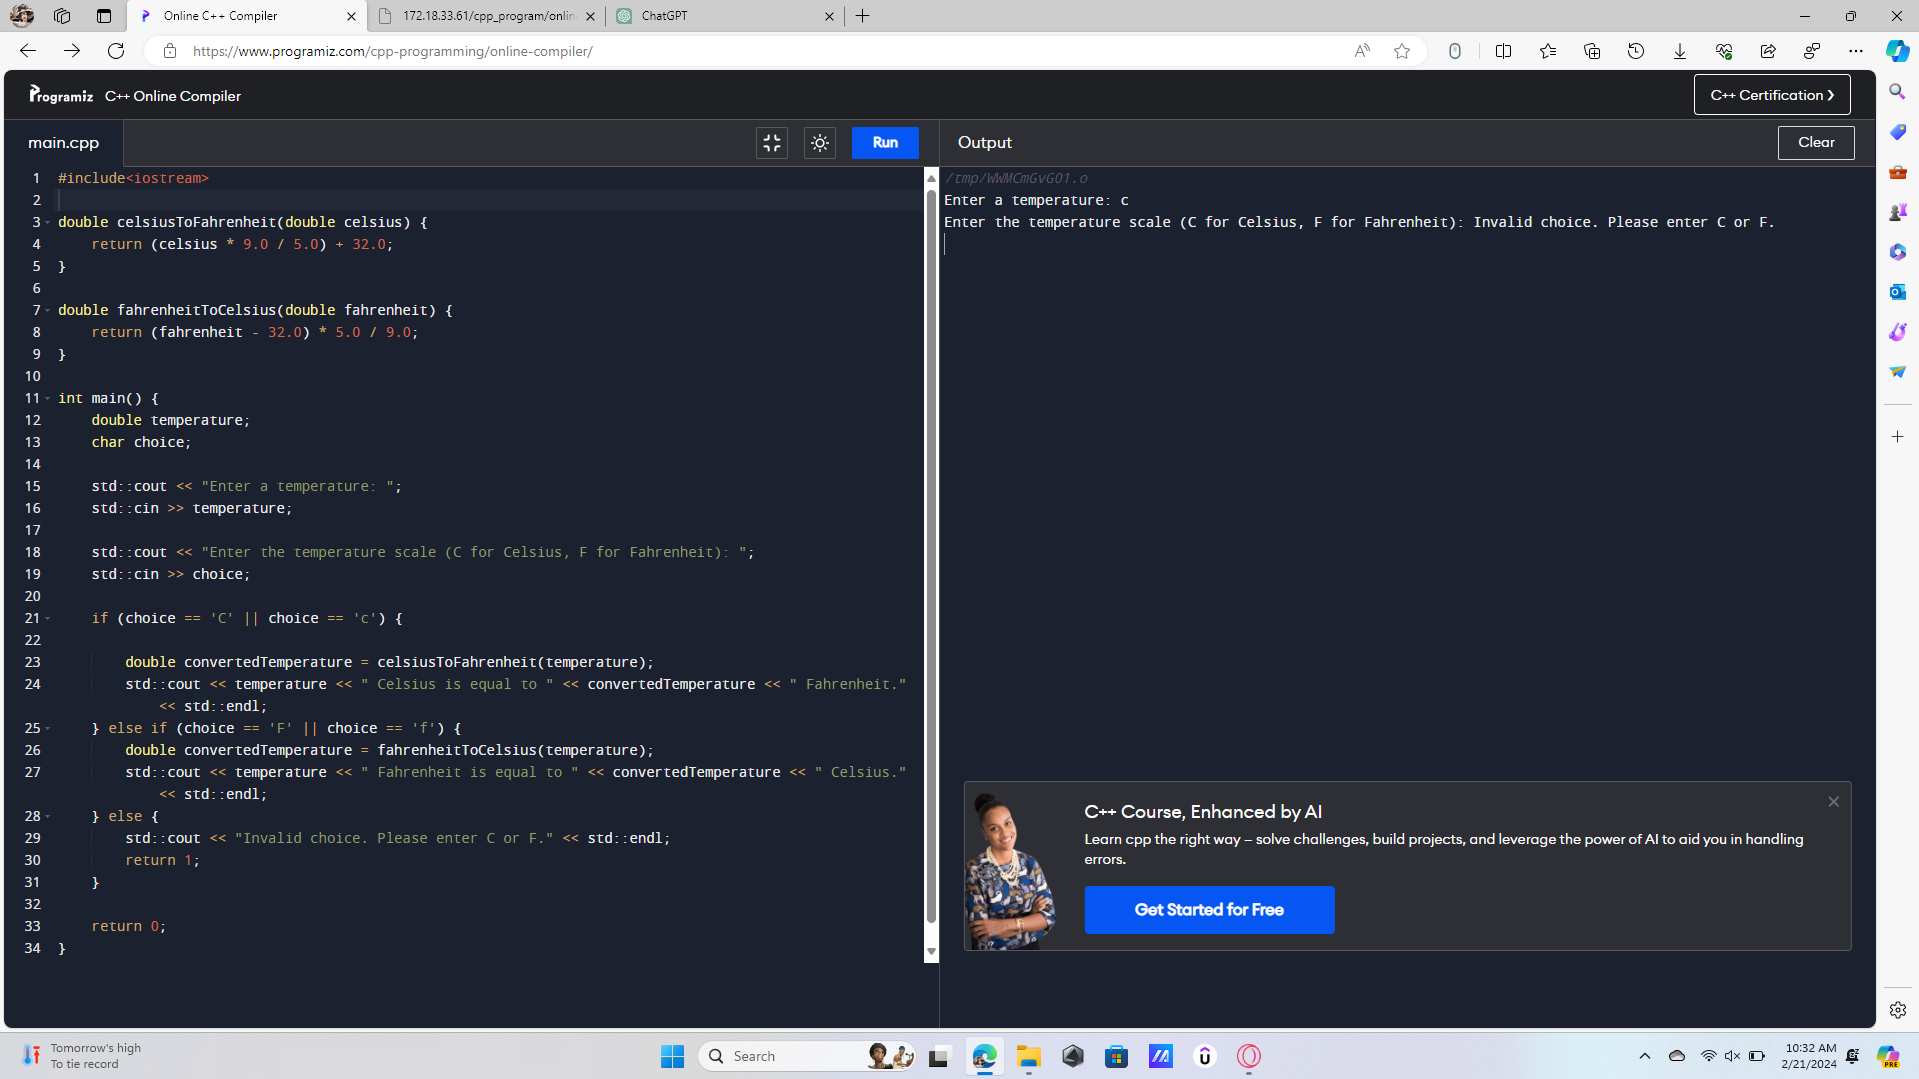 Online C++ Compiler
172.18.33.61/cpp_program/onlin
ChatGPT
https://www.programiz.com/cpp-programming/online-compiler/
Programiz C++ Online Compiler
C++ Certification ❯
main.cpp
Run
Output
Clear
1 #include<iostream>
2
3 double celsiusToFahrenheit(double celsius) {
4     return (celsius * 9.0 / 5.0) + 32.0;
5 }
6
7 double fahrenheitToCelsius(double fahrenheit) {
8     return (fahrenheit - 32.0) * 5.0 / 9.0;
9 }
10
11 int main() {
12     double temperature;
13     char choice;
14
15     std::cout << "Enter a temperature: ";
16     std::cin >> temperature;
17
18     std::cout << "Enter the temperature scale (C for Celsius, F for Fahrenheit): ";
19     std::cin >> choice;
20
21     if (choice == 'C' || choice == 'c') {
22
23         double convertedTemperature = celsiusToFahrenheit(temperature);
24         std::cout << temperature << " Celsius is equal to " << convertedTemperature << " Fahrenheit."
            << std::endl;
25     } else if (choice == 'F' || choice == 'f') {
26         double convertedTemperature = fahrenheitToCelsius(temperature);
27         std::cout << temperature << " Fahrenheit is equal to " << convertedTemperature << " Celsius."
            << std::endl;
28     } else {
29         std::cout << "Invalid choice. Please enter C or F." << std::endl;
30         return 1;
31     }
32
33     return 0;
34 }
/tmp/WWMCmGvGO1.o
Enter a temperature: c
Enter the temperature scale (C for Celsius, F for Fahrenheit): Invalid choice. Please enter C or F.
C++ Course, Enhanced by AI
Learn cpp the right way – solve challenges, build projects, and leverage the power of AI to aid you in handling
errors.
Get Started for Free
Tomorrow's high
To tie record
Search
10:32 AM
2/21/2024
PRE